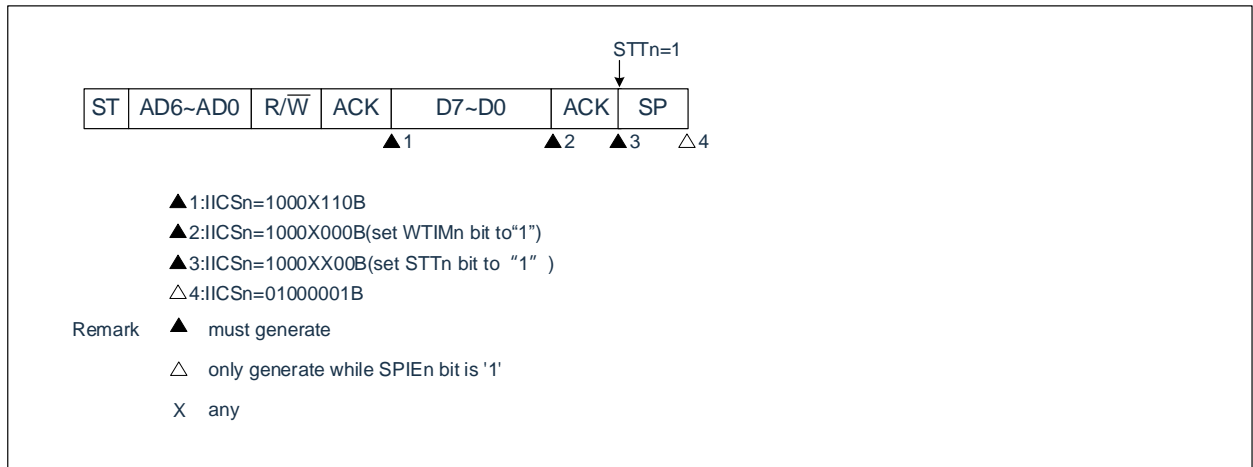 STTn=1
ST AD6~AD0 R/W̅ ACK D7~D0 ACK SP
▲1 ▲2 ▲3 △4
▲1:IICSn=1000X110B
▲2:IICSn=1000X000B(set WTIMn bit to“1”)
▲3:IICSn=1000XX00B(set STTn bit to “1” )
△4:IICSn=01000001B
Remark ▲ must generate
△ only generate while SPIEn bit is '1'
X any